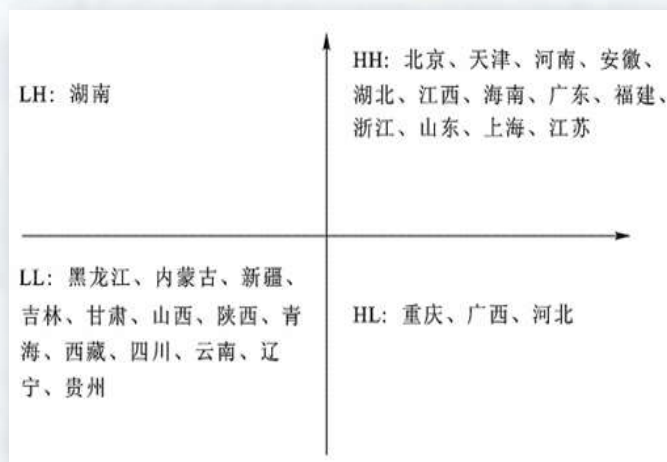 LH: 湖南
HH: 北京、天津、河南、安徽、
湖北、江西、海南、广东、福建、
浙江、山东、上海、江苏
LL: 黑龙江、内蒙古、新疆、
吉林、甘肃、山西、陕西、青
海、西藏、四川、云南、辽
宁、贵州
HL: 重庆、广西、河北